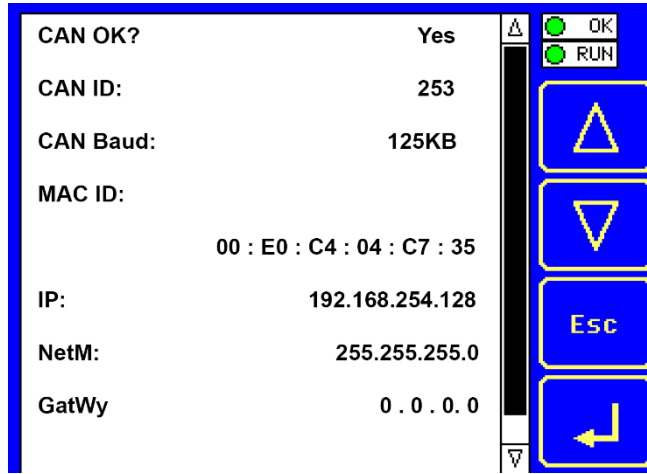 CAN OK? Yes
CAN ID: 253
CAN Baud: 125KB
MAC ID:
00 : E0 : C4 : 04 : C7 : 35
IP: 192.168.254.128
NetM: 255.255.255.0
GatWy 0 . 0 . 0. 0
OK
RUN
Esc